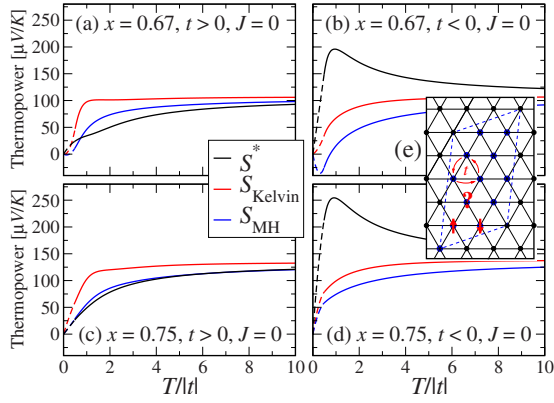 (a) x = 0.67, t > 0, J = 0
(b) x = 0.67, t < 0, J = 0
Thermopower [μV/K]
250
200
150
100
50
0
(e)
t
?
S*
S_Kelvin
S_MH
Thermopower [μV/K]
250
200
150
100
50
0
(c) x = 0.75, t > 0, J = 0
(d) x = 0.75, t < 0, J = 0
0 2 4 6 8 10
0 2 4 6 8 10
T/|t|
T/|t|